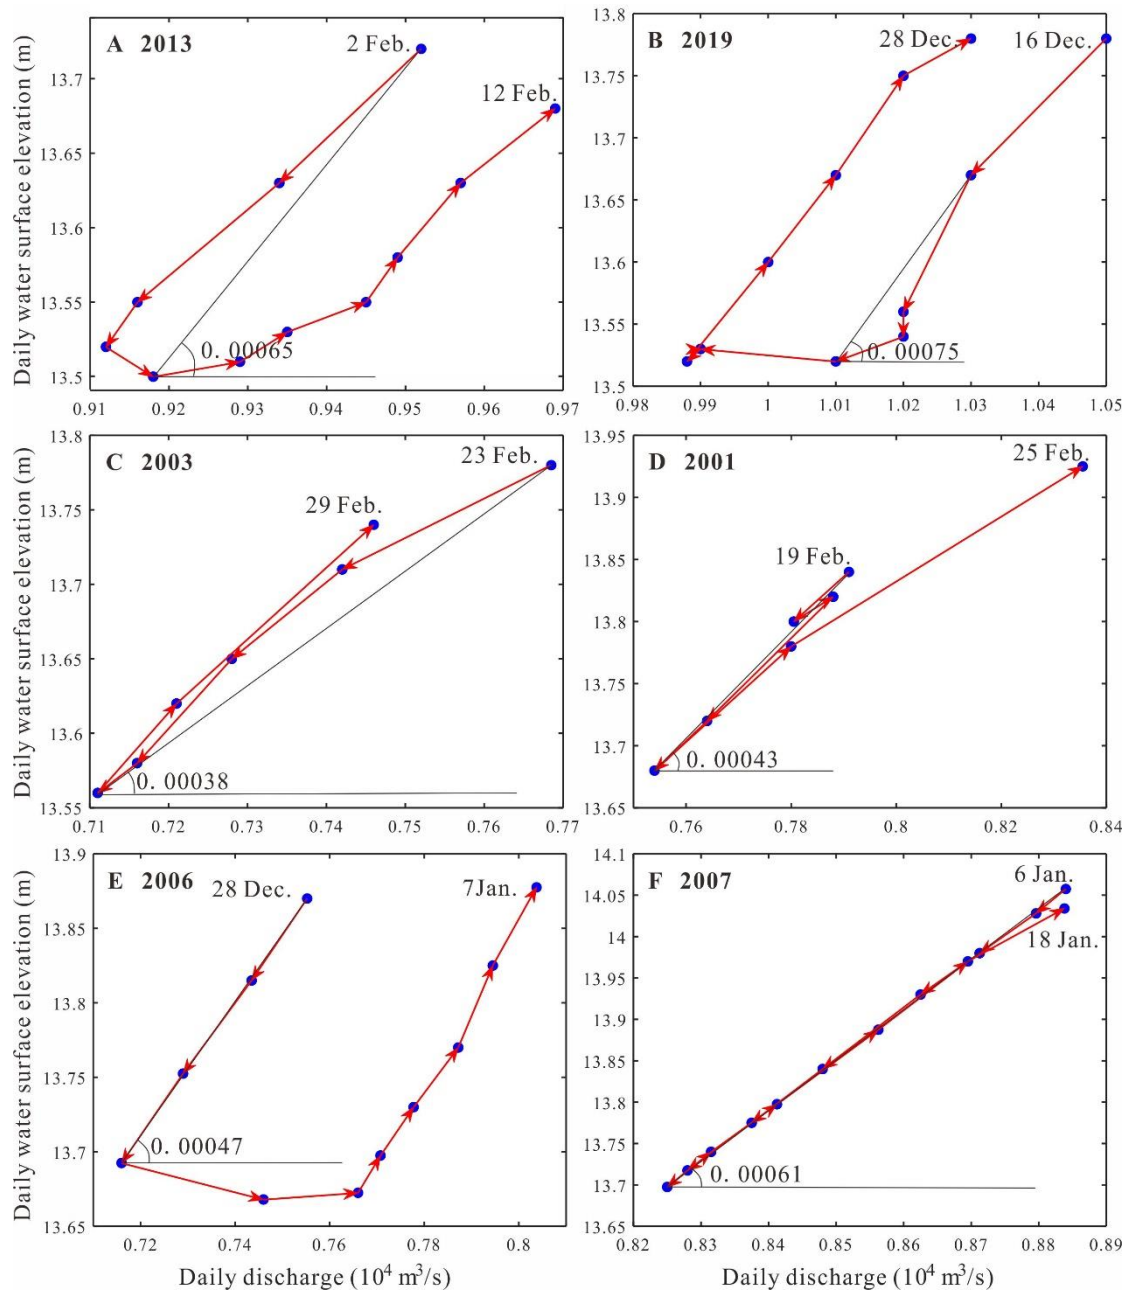 A 2013
2 Feb.
12 Feb.
0. 00065
13.7
13.65
13.6
13.55
13.5
0.91 0.92 0.93 0.94 0.95 0.96 0.97
Daily water surface elevation (m)
B 2019
28 Dec.
16 Dec.
0. 00075
13.8
13.75
13.7
13.65
13.6
13.55
13.5
0.98 0.99 1 1.01 1.02 1.03 1.04 1.05
C 2003
23 Feb.
29 Feb.
0. 00038
13.8
13.75
13.7
13.65
13.6
13.55
0.71 0.72 0.73 0.74 0.75 0.76 0.77
Daily water surface elevation (m)
D 2001
25 Feb.
19 Feb.
0. 00043
13.95
13.9
13.85
13.8
13.75
13.7
13.65
0.76 0.78 0.8 0.82 0.84
E 2006
28 Dec.
7Jan.
0. 00047
13.9
13.85
13.8
13.75
13.7
13.65
0.72 0.74 0.76 0.78 0.8
Daily water surface elevation (m)
Daily discharge (10⁴ m³/s)
F 2007
6 Jan.
18 Jan.
0. 00061
14.1
14.05
14
13.95
13.9
13.85
13.8
13.75
13.7
13.65
0.82 0.83 0.84 0.85 0.86 0.87 0.88 0.89
Daily discharge (10⁴ m³/s)